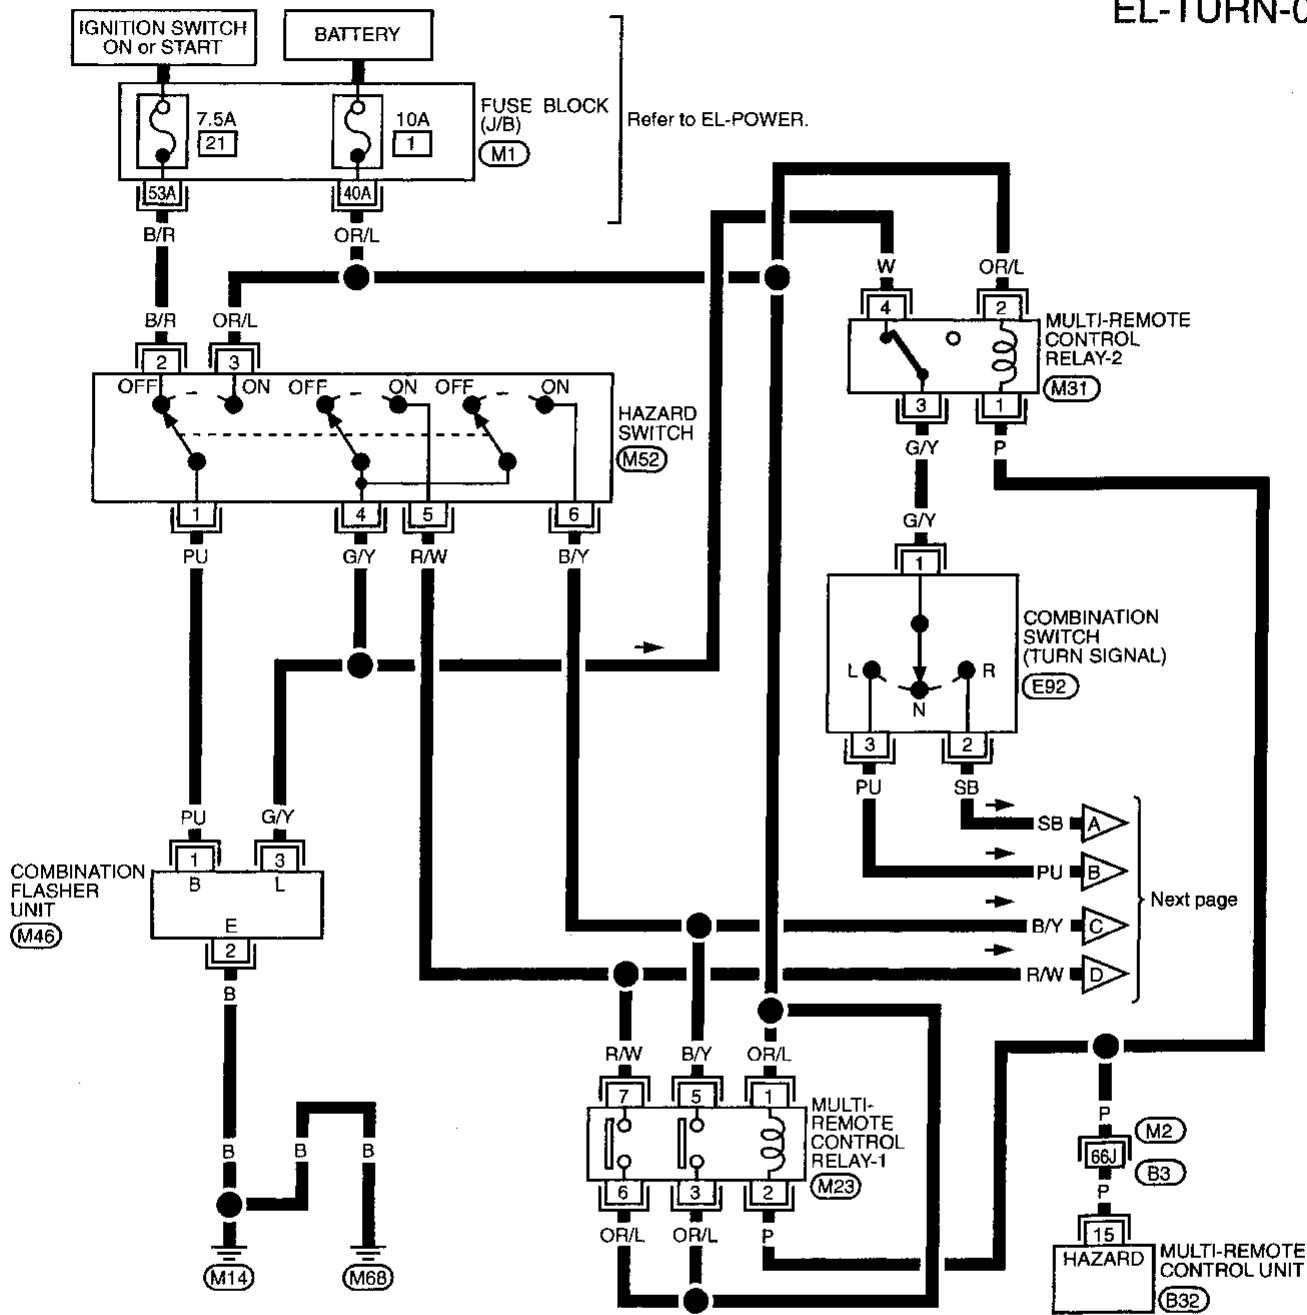 EL-TURN-0
IGNITION SWITCH
ON or START
BATTERY
7.5A
21
10A
1
FUSE BLOCK
(J/B)
M1
Refer to EL-POWER.
53A
40A
B/R
OR/L
B/R
OR/L
2
3
OFF
ON
OFF
ON
OFF
ON
HAZARD
SWITCH
M52
1
4
5
6
PU
G/Y
R/W
B/Y
W
OR/L
4
2
MULTI-REMOTE
CONTROL
RELAY-2
M31
3
1
G/Y
P
G/Y
1
COMBINATION
SWITCH
(TURN SIGNAL)
E92
L
R
N
3
2
PU
SB
SB
A
PU
B
B/Y
C
R/W
D
Next page
PU
G/Y
1
3
B
L
E
COMBINATION
FLASHER
UNIT
M46
2
B
B
B
B
M14
M68
R/W
B/Y
OR/L
7
5
1
MULTI-
REMOTE
CONTROL
RELAY-1
M23
6
3
2
OR/L
OR/L
P
P
M2
66J
B3
P
15
HAZARD
MULTI-REMOTE
CONTROL UNIT
B32